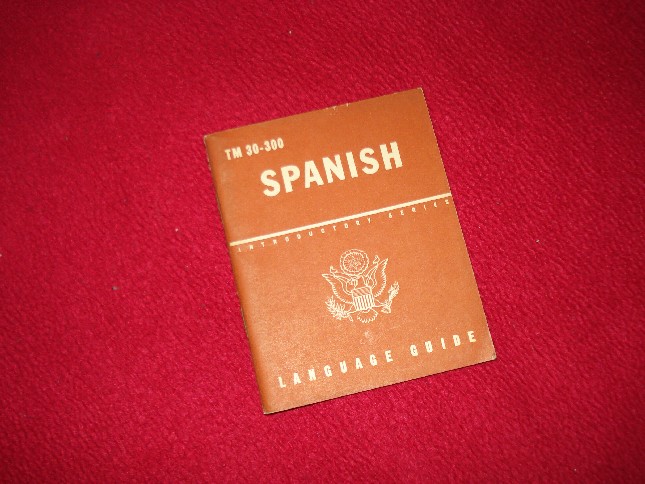 TM 30-300
SPANISH
INTRODUCTORY SERIES
LANGUAGE GUIDE